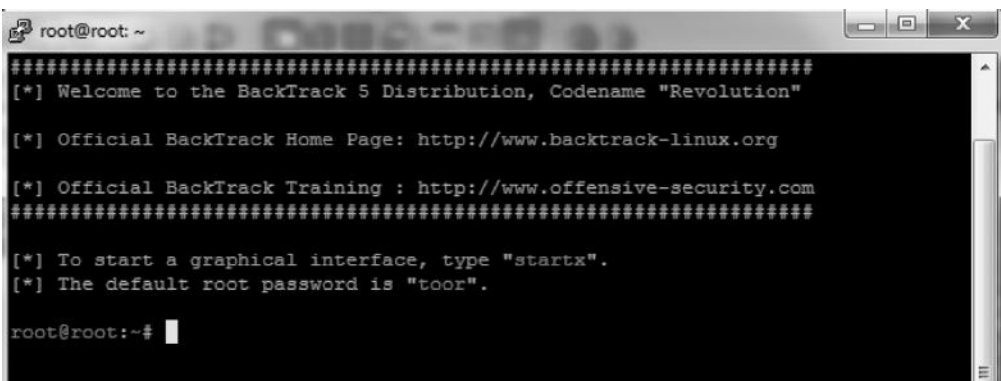 root@root: ~
######################################################################
[*] Welcome to the BackTrack 5 Distribution, Codename "Revolution"
[*] Official BackTrack Home Page: http://www.backtrack-linux.org
[*] Official BackTrack Training : http://www.offensive-security.com
######################################################################
[*] To start a graphical interface, type "startx".
[*] The default root password is "toor".
root@root:~#